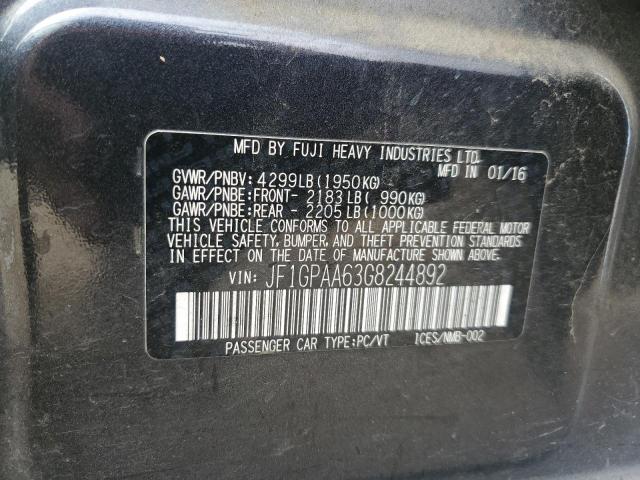 MFD BY FUJI HEAVY INDUSTRIES LTD.
MFD IN 01/16
GVWR/PNBV: 4299LB(1950KG)
GAWR/PNBE:FRONT- 2183LB( 990KG)
GAWR/PNBE:REAR - 2205LB(1000KG)
THIS VEHICLE CONFORMS TO ALL APPLICABLE FEDERAL MOTOR
VEHICLE SAFETY, BUMPER, AND THEFT PREVENTION STANDARDS
IN EFFECT ON THE DATE OF MANUFACTURE SHOWN ABOVE.
VIN: JF1GPAA63G8244892
PASSENGER CAR TYPE:PC/VT ICES/NMB-002